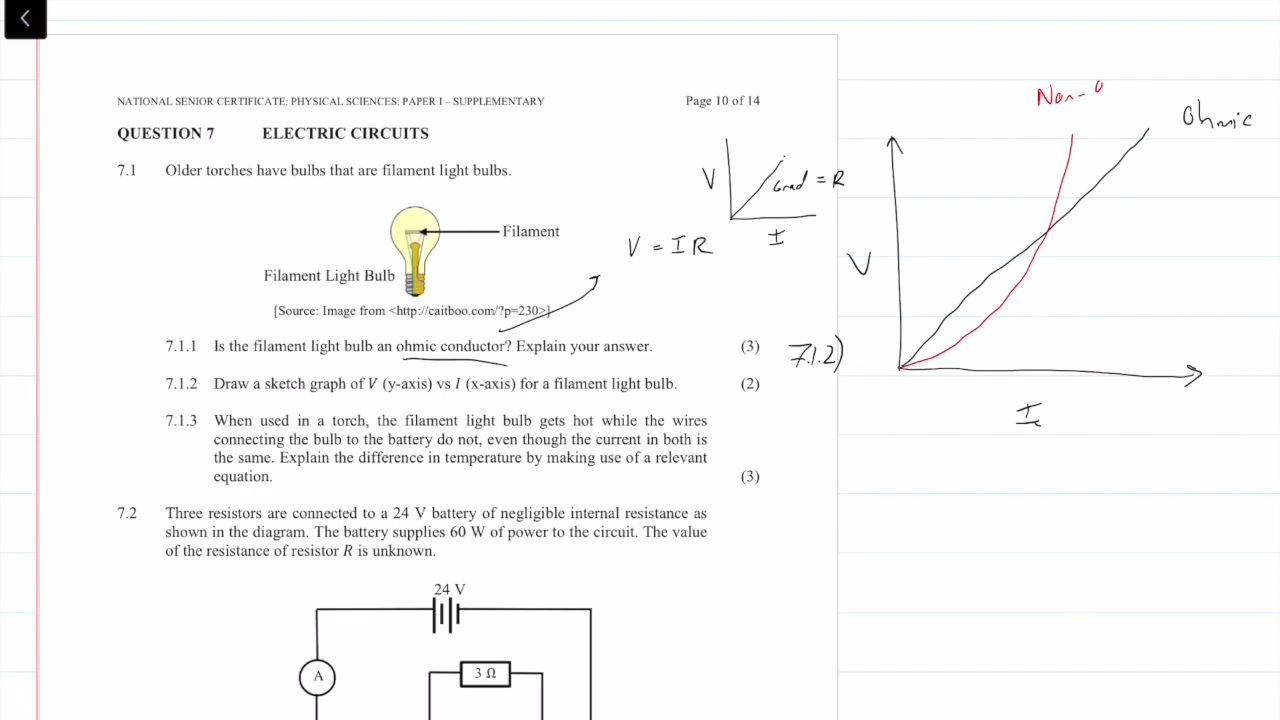 NATIONAL SENIOR CERTIFICATE: PHYSICAL SCIENCES: PAPER I – SUPPLEMENTARY
Page 10 of 14
QUESTION 7 ELECTRIC CIRCUITS
7.1 Older torches have bulbs that are filament light bulbs.
Filament
Filament Light Bulb
[Source: Image from <http://caitboo.com/?p=230>]
7.1.1 Is the filament light bulb an ohmic conductor? Explain your answer. (3)
7.1.2 Draw a sketch graph of V (y-axis) vs I (x-axis) for a filament light bulb. (2)
7.1.3 When used in a torch, the filament light bulb gets hot while the wires
connecting the bulb to the battery do not, even though the current in both is
the same. Explain the difference in temperature by making use of a relevant
equation. (3)
7.2 Three resistors are connected to a 24 V battery of negligible internal resistance as
shown in the diagram. The battery supplies 60 W of power to the circuit. The value
of the resistance of resistor R is unknown.
24 V
A
3 Ω
V
Grad = R
I
V = IR
7.1.2)
Non-o
Ohmic
V
I